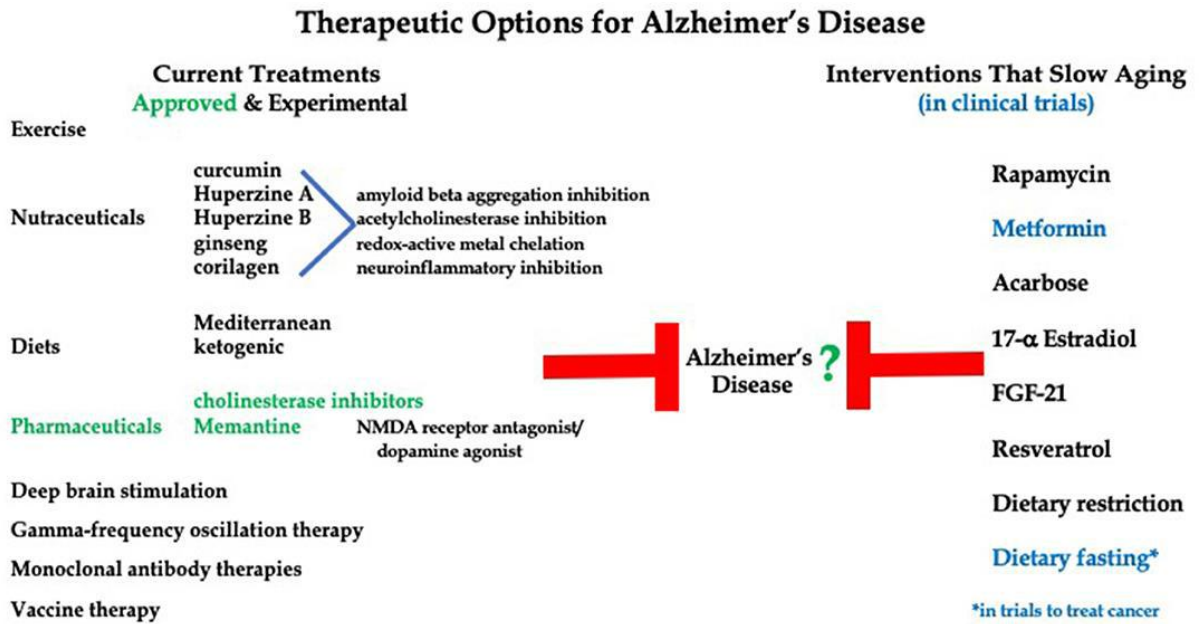 Therapeutic Options for Alzheimer's Disease
Current Treatments
Approved & Experimental
Exercise
Nutraceuticals
curcumin
Huperzine A
Huperzine B
ginseng
corilagen
amyloid beta aggregation inhibition
acetylcholinesterase inhibition
redox-active metal chelation
neuroinflammatory inhibition
Diets
Mediterranean
ketogenic
Pharmaceuticals
cholinesterase inhibitors
Memantine
NMDA receptor antagonist/
dopamine agonist
Deep brain stimulation
Gamma-frequency oscillation therapy
Monoclonal antibody therapies
Vaccine therapy
Alzheimer's ?
Disease
Interventions That Slow Aging
(in clinical trials)
Rapamycin
Metformin
Acarbose
17-α Estradiol
FGF-21
Resveratrol
Dietary restriction
Dietary fasting*
*in trials to treat cancer